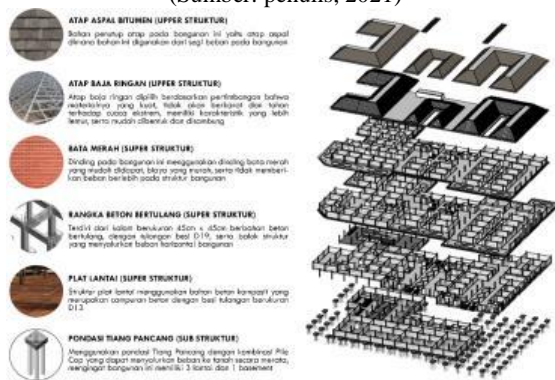 (Sumber: penulis, 2021)
ATAP ASPAL BITUMEN (UPPER STRUKTUR)
Bahan penutup atap pada bangunan ini yaitu atap aspal
dimana bahan ini digunakan dari segi beban pada bangunan
ATAP BAJA RINGAN (UPPER STRUKTUR)
Atap baja ringan dipilih berdasarkan pertimbangan bahwa
materialnya yang kuat, tidak akan berkarat dan tahan
terhadap cuaca ekstrem, memiliki karakteristik yang lebih
lentur, serta mudah dibentuk dan disambung
BATA MERAH (SUPER STRUKTUR)
Dinding pada bangunan ini menggunakan dinding bata merah
yang mudah didapat, biaya yang murah, serta tidak memberi-
kan beban berlebih pada struktur bangunan
RANGKA BETON BERTULANG (SUPER STRUKTUR)
Terdiri dari kolom berukuran 45cm x 45cm berbahan beton
bertulang, dengan tulangan besi D19, serta balok struktur
yang menyalurkan beban horizontal bangunan
PLAT LANTAI (SUPER STRUKTUR)
Struktur plat lantai menggunakan bahan beton komposit yang
merupakan campuran beton dengan besi tulangan berukuran
D13
PONDASI TIANG PANCANG (SUB STRUKTUR)
Menggunakan pondasi Tiang Pancang dengan kombinasi Pile
Cap yang dapat menyalurkan beban ke tanah secara merata,
mengingat bangunan ini memiliki 3 lantai dan 1 basement